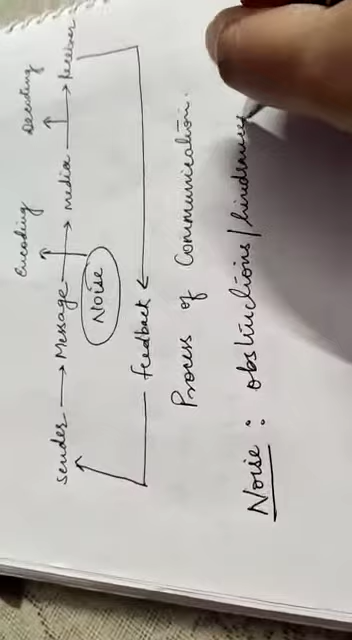 Encoding Decoding
Sender → Message → Media → Receiver
Noise
Feedback
Process of Communication.
Noise : obstructions / hindrances